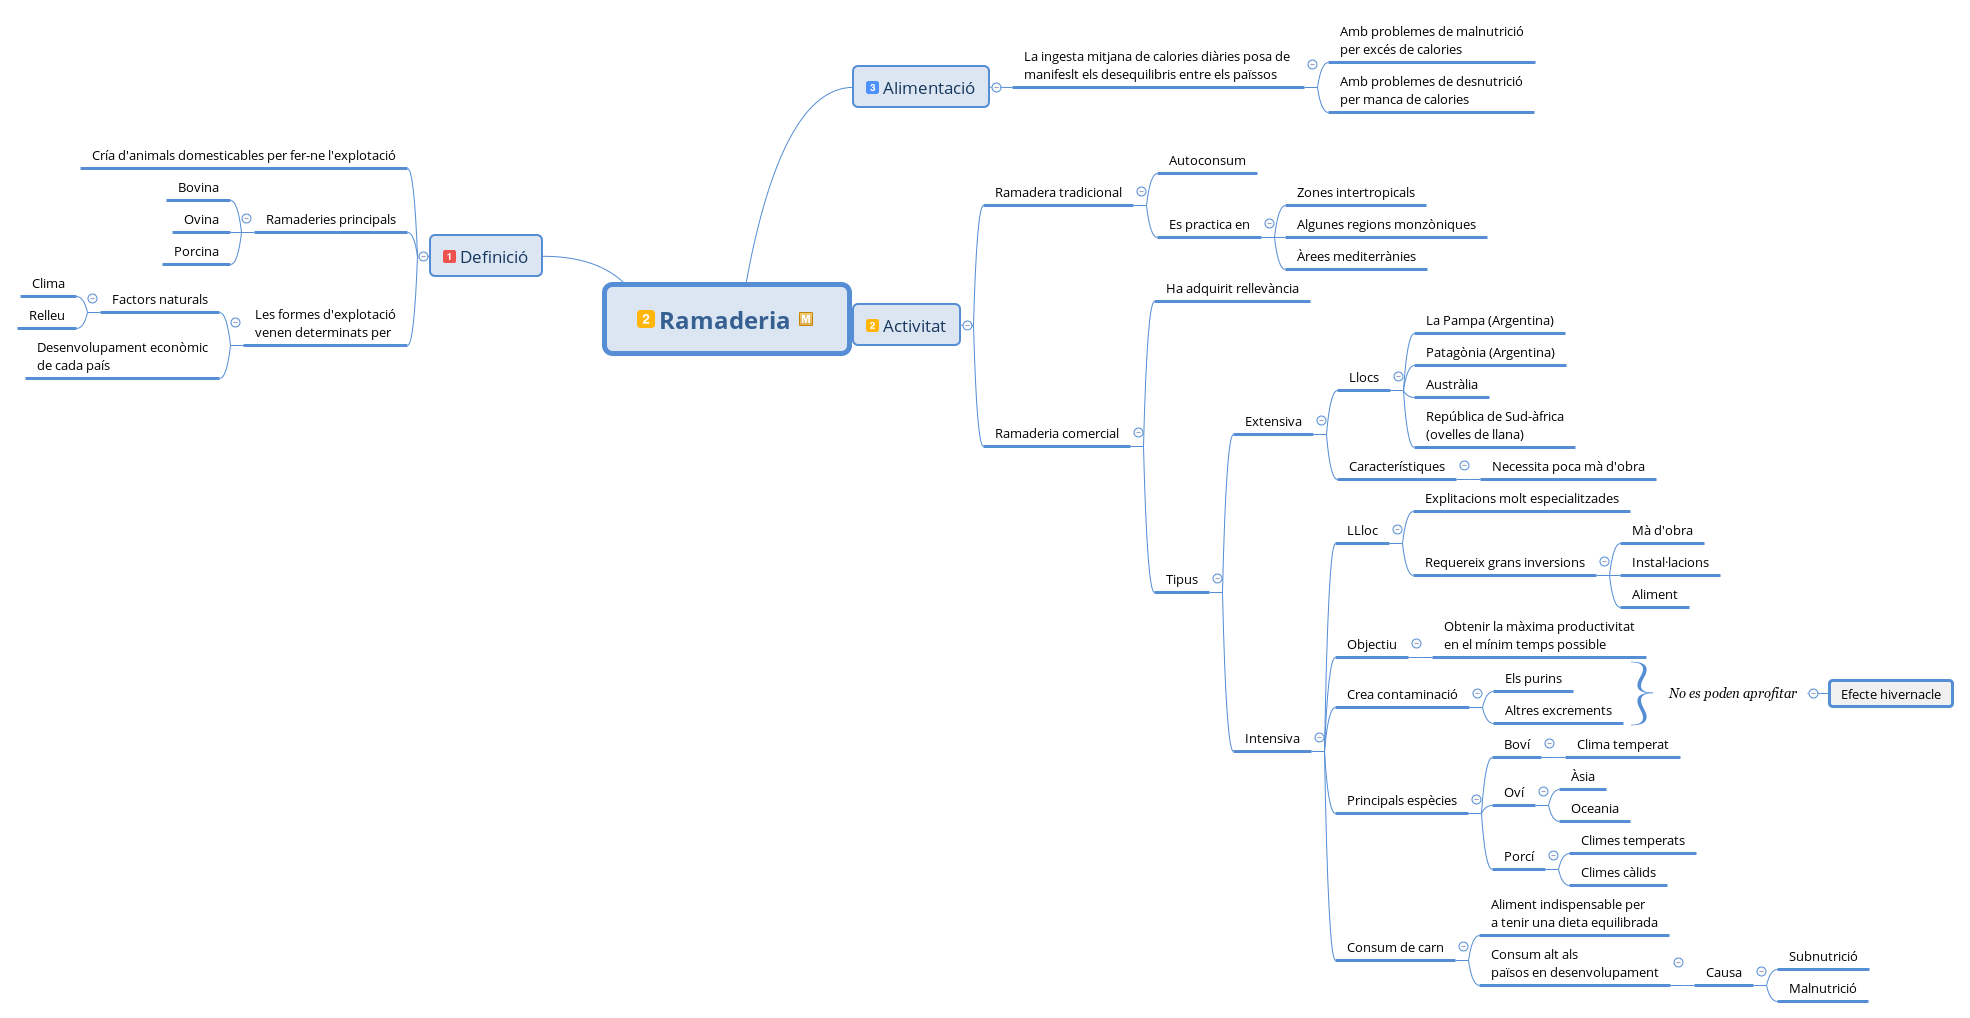 Ramaderia
M
2
1
Definició
Cría d'animals domesticables per fer-ne l'explotació
Ramaderies principals
Bovina
Ovina
Porcina
Les formes d'explotació
venen determinats per
Factors naturals
Clima
Relleu
Desenvolupament econòmic
de cada país
3
Alimentació
La ingesta mitjana de calories diàries posa de
manifeslt els desequilibris entre els països
Amb problemes de malnutrició
per excés de calories
Amb problemes de desnutrició
per manca de calories
2
Activitat
Ramadera tradicional
Autoconsum
Es practica en
Zones intertropicals
Algunes regions monzòniques
Àrees mediterrànies
Ramaderia comercial
Ha adquirit rellevància
Tipus
Extensiva
Llocs
La Pampa (Argentina)
Patagònia (Argentina)
Austràlia
República de Sud-àfrica
(ovelles de llana)
Característiques
Necessita poca mà d'obra
Intensiva
LLloc
Explitacions molt especialitzades
Requereix grans inversions
Mà d'obra
Instal·lacions
Aliment
Objectiu
Obtenir la màxima productivitat
en el mínim temps possible
Crea contaminació
Els purins
Altres excrements
No es poden aprofitar
Efecte hivernacle
Principals espècies
Boví
Clima temperat
Oví
Àsia
Oceania
Porcí
Climes temperats
Climes càlids
Consum de carn
Aliment indispensable per
a tenir una dieta equilibrada
Consum alt als
països en desenvolupament
Causa
Subnutrició
Malnutrició